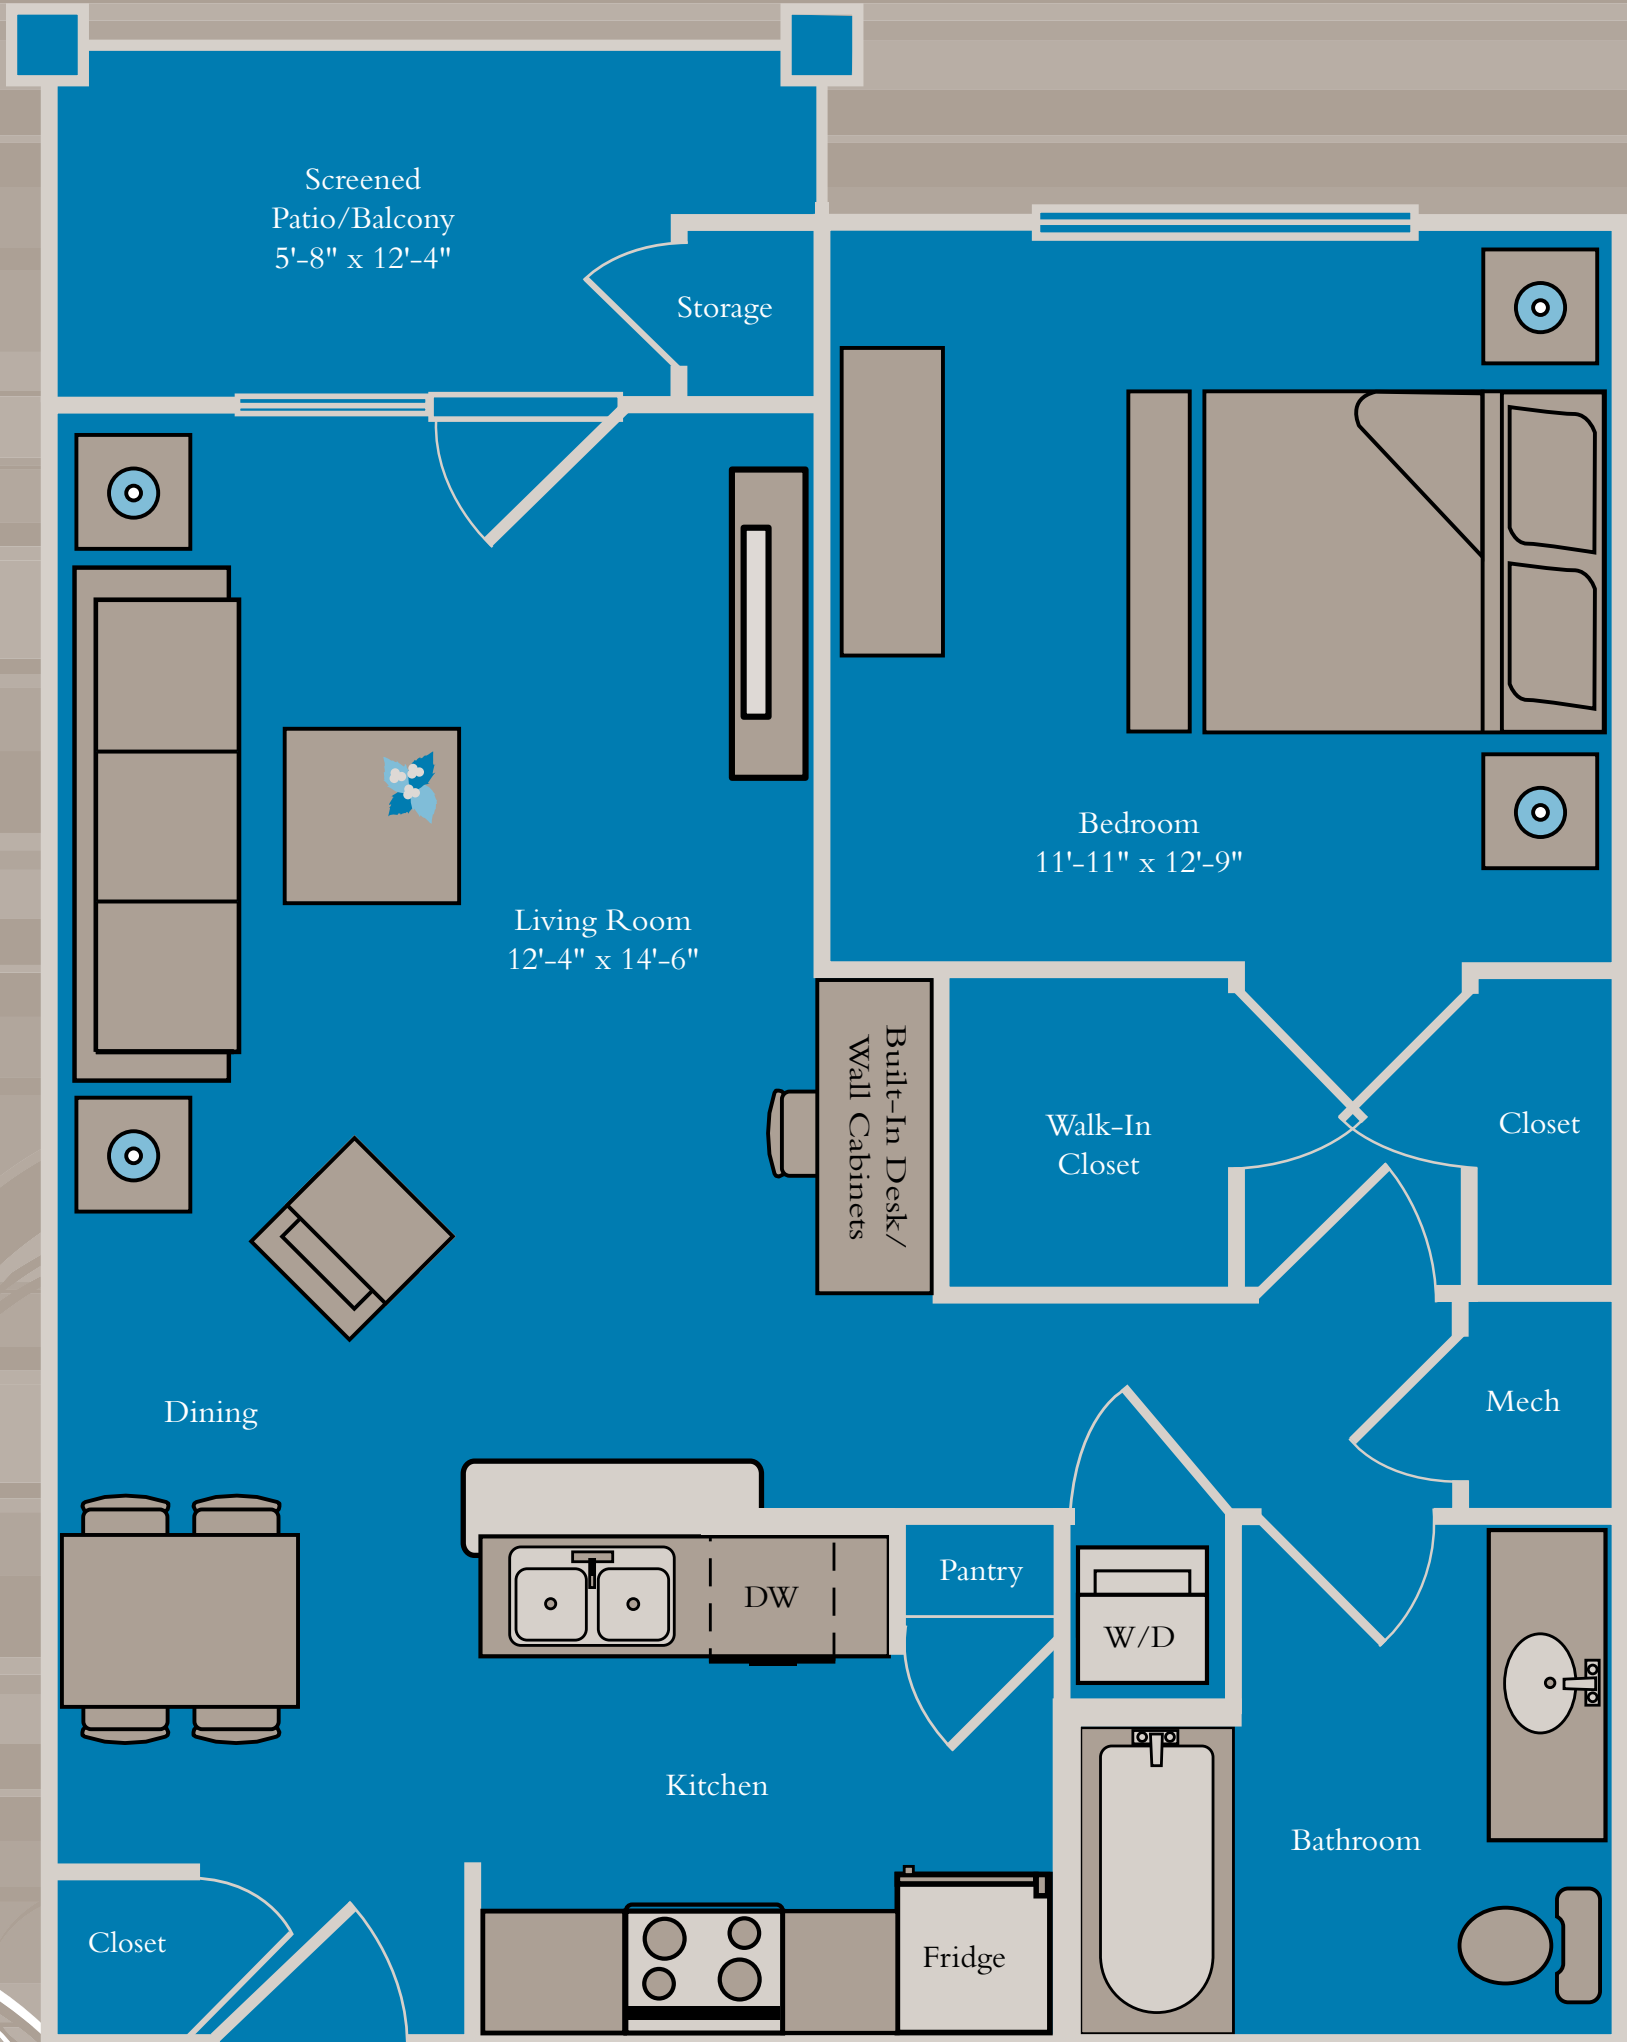 Screened
Patio/Balcony
5'-8" x 12'-4"
Storage
Bedroom
11'-11" x 12'-9"
Living Room
12'-4" x 14'-6"
Built-In Desk/
Wall Cabinets
Walk-In
Closet
Closet
Dining
Mech
Pantry
DW
W/D
Kitchen
Bathroom
Closet
Fridge